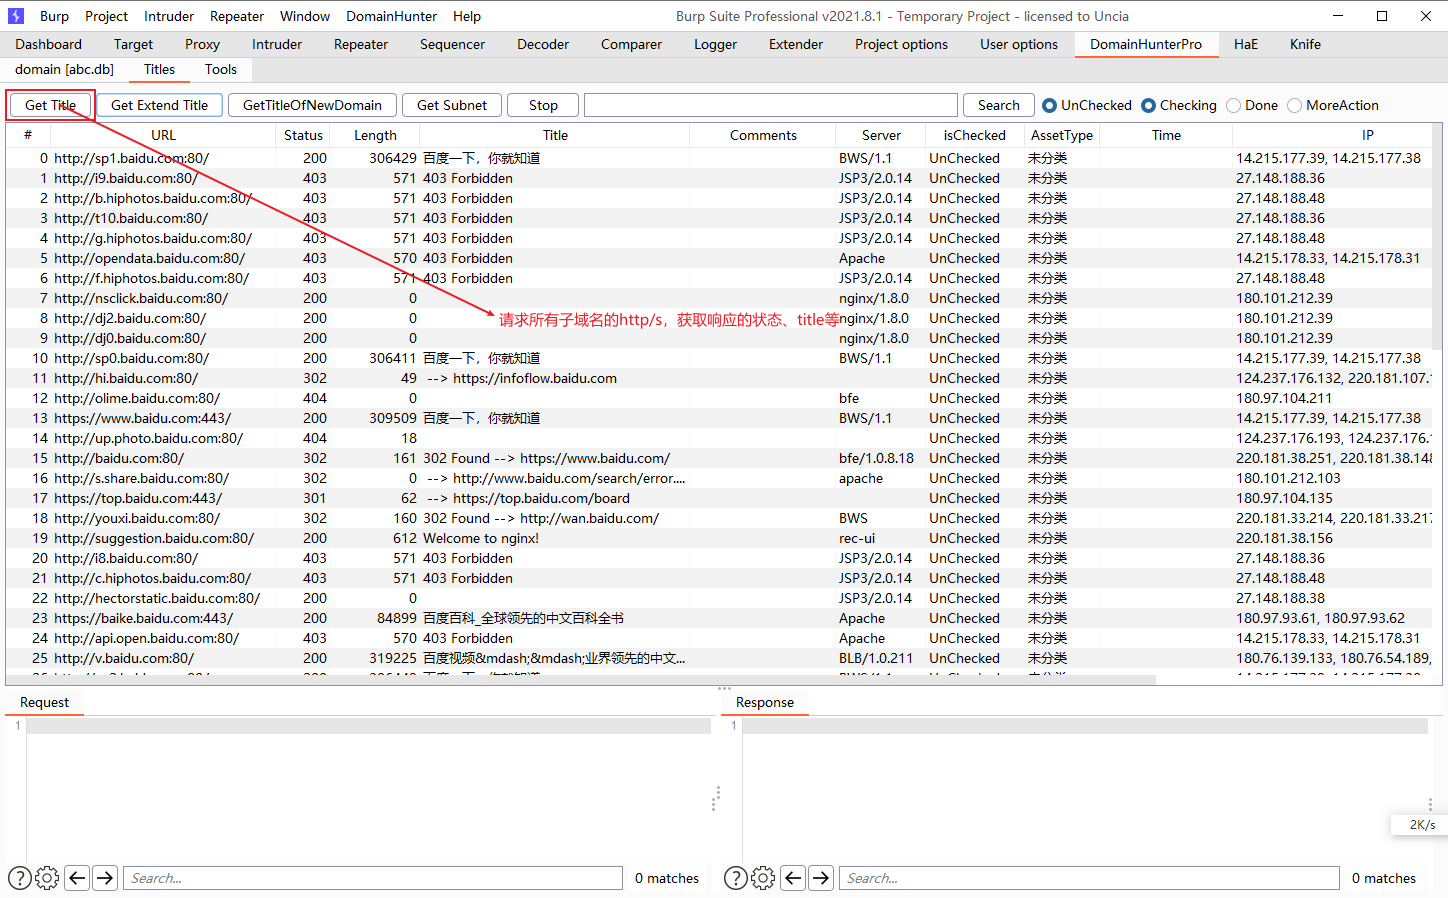 Burp Project Intruder Repeater Window DomainHunter Help Burp Suite Professional v2021.8.1 - Temporary Project - licensed to Uncia
Dashboard Target Proxy Intruder Repeater Sequencer Decoder Comparer Logger Extender Project options User options DomainHunterPro HaE Knife
domain [abc.db] Titles Tools
Get Title Get Extend Title GetTitleOfNewDomain Get Subnet Stop Search UnChecked Checking Done MoreAction
# URL Status Length Title Comments Server isChecked AssetType Time IP
0 http://sp1.baidu.com:80/ 200 306429 百度一下，你就知道 BWS/1.1 UnChecked 未分类 14.215.177.39, 14.215.177.38
1 http://i9.baidu.com:80/ 403 571 403 Forbidden JSP3/2.0.14 UnChecked 未分类 27.148.188.36
2 http://b.hiphotos.baidu.com:80/ 403 571 403 Forbidden JSP3/2.0.14 UnChecked 未分类 27.148.188.48
3 http://t10.baidu.com:80/ 403 571 403 Forbidden JSP3/2.0.14 UnChecked 未分类 27.148.188.36
4 http://g.hiphotos.baidu.com:80/ 403 571 403 Forbidden JSP3/2.0.14 UnChecked 未分类 27.148.188.48
5 http://opendata.baidu.com:80/ 403 570 403 Forbidden Apache UnChecked 未分类 14.215.178.33, 14.215.178.31
6 http://f.hiphotos.baidu.com:80/ 403 571 403 Forbidden JSP3/2.0.14 UnChecked 未分类 27.148.188.48
7 http://nsclick.baidu.com:80/ 200 0 nginx/1.8.0 UnChecked 未分类 180.101.212.39
8 http://dj2.baidu.com:80/ 200 0 nginx/1.8.0 UnChecked 未分类 180.101.212.39
请求所有子域名的http/s，获取响应的状态、title等
9 http://dj0.baidu.com:80/ 200 0 nginx/1.8.0 UnChecked 未分类 180.101.212.39
10 http://sp0.baidu.com:80/ 200 306411 百度一下，你就知道 BWS/1.1 UnChecked 未分类 14.215.177.39, 14.215.177.38
11 http://hi.baidu.com:80/ 302 49 --> https://infoflow.baidu.com UnChecked 未分类 124.237.176.132, 220.181.107.1
12 http://olime.baidu.com:80/ 404 0 bfe UnChecked 未分类 180.97.104.211
13 https://www.baidu.com:443/ 200 309509 百度一下，你就知道 BWS/1.1 UnChecked 未分类 14.215.177.39, 14.215.177.38
14 http://up.photo.baidu.com:80/ 404 18 UnChecked 未分类 124.237.176.193, 124.237.176.1
15 http://baidu.com:80/ 302 161 302 Found --> https://www.baidu.com/ bfe/1.0.8.18 UnChecked 未分类 220.181.38.251, 220.181.38.148
16 http://s.share.baidu.com:80/ 302 0 --> http://www.baidu.com/search/error.... apache UnChecked 未分类 180.101.212.103
17 https://top.baidu.com:443/ 301 62 --> https://top.baidu.com/board UnChecked 未分类 180.97.104.135
18 http://youxi.baidu.com:80/ 302 160 302 Found --> http://wan.baidu.com/ BWS UnChecked 未分类 220.181.33.214, 220.181.33.217
19 http://suggestion.baidu.com:80/ 200 612 Welcome to nginx! rec-ui UnChecked 未分类 220.181.38.156
20 http://i8.baidu.com:80/ 403 571 403 Forbidden JSP3/2.0.14 UnChecked 未分类 27.148.188.36
21 http://c.hiphotos.baidu.com:80/ 403 571 403 Forbidden JSP3/2.0.14 UnChecked 未分类 27.148.188.48
22 http://hectorstatic.baidu.com:80/ 200 0 JSP3/2.0.14 UnChecked 未分类 27.148.188.38
23 https://baike.baidu.com:443/ 200 84899 百度百科_全球领先的中文百科全书 Apache UnChecked 未分类 180.97.93.61, 180.97.93.62
24 http://api.open.baidu.com:80/ 403 570 403 Forbidden Apache UnChecked 未分类 14.215.178.33, 14.215.178.31
25 http://v.baidu.com:80/ 200 319225 百度视频&mdash;&mdash;业界领先的中文... BLB/1.0.211 UnChecked 未分类 180.76.139.133, 180.76.54.189,
Request Response
1 1
2K/s
Search... 0 matches Search... 0 matches